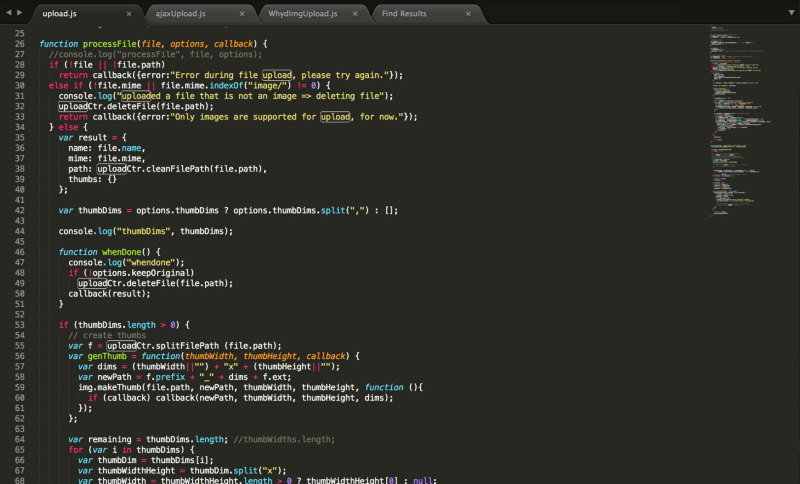 upload.js × ajaxUpload.js × WhydImgUpload.js × Find Results ×
25
26 function processFile(file, options, callback) {
27 //console.log("processFile", file, options);
28 if (!file || !file.path)
29 return callback({error:"Error during file upload, please try again."});
30 else if (!file.mime || file.mime.indexOf("image/") != 0) {
31 console.log("uploaded a file that is not an image => deleting file");
32 uploadCtr.deleteFile(file.path);
33 return callback({error:"Only images are supported for upload, for now."});
34 } else {
35 var result = {
36 name: file.name,
37 mime: file.mime,
38 path: uploadCtr.cleanFilePath(file.path),
39 thumbs: {}
40 };
41
42 var thumbDims = options.thumbDims ? options.thumbDims.split(",") : [];
43
44 console.log("thumbDims", thumbDims);
45
46 function whenDone() {
47 console.log("whendone");
48 if (!options.keepOriginal)
49 uploadCtr.deleteFile(file.path);
50 callback(result);
51 }
52
53 if (thumbDims.length > 0) {
54 // create thumbs
55 var f = uploadCtr.splitFilePath (file.path);
56 var genThumb = function(thumbWidth, thumbHeight, callback) {
57 var dims = (thumbWidth||"") + "x" + (thumbHeight||"");
58 var newPath = f.prefix + "_" + dims + f.ext;
59 img.makeThumb(file.path, newPath, thumbWidth, thumbHeight, function (){
60 if (callback) callback(newPath, thumbWidth, thumbHeight, dims);
61 });
62 };
63
64 var remaining = thumbDims.length; //thumbWidths.length;
65 for (var i in thumbDims) {
66 var thumbDim = thumbDims[i];
67 var thumbWidthHeight = thumbDim.split("x");
68 var thumbWidth = thumbWidthHeight.length > 0 ? thumbWidthHeight[0] : null;